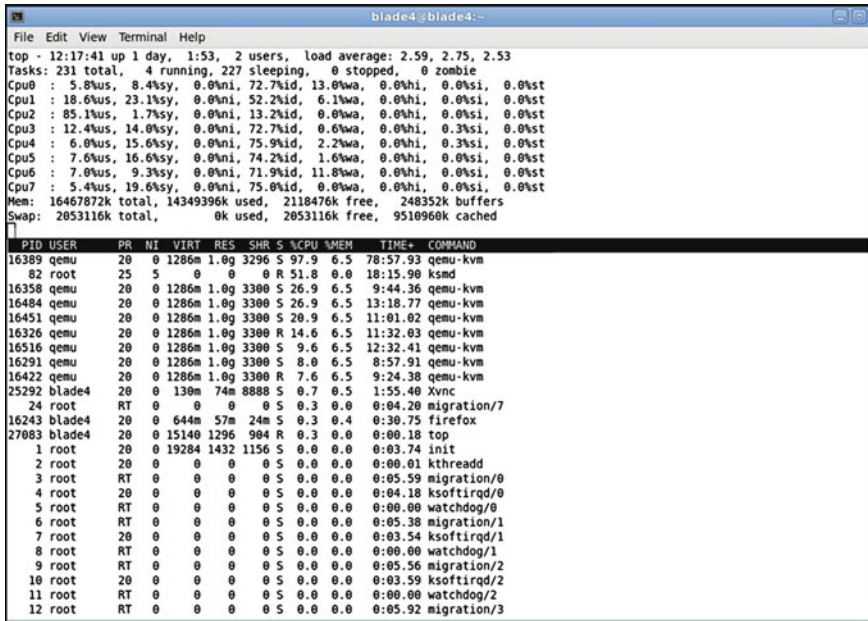 blade4@blade4:~
File Edit View Terminal Help
top - 12:17:41 up 1 day, 1:53, 2 users, load average: 2.59, 2.75, 2.53
Tasks: 231 total, 4 running, 227 sleeping, 0 stopped, 0 zombie
Cpu0 : 5.8%us, 8.4%sy, 0.0%ni, 72.7%id, 13.0%wa, 0.0%hi, 0.0%si, 0.0%st
Cpu1 : 18.6%us, 23.1%sy, 0.0%ni, 52.2%id, 6.1%wa, 0.0%hi, 0.0%si, 0.0%st
Cpu2 : 85.1%us, 1.7%sy, 0.0%ni, 13.2%id, 0.0%wa, 0.0%hi, 0.0%si, 0.0%st
Cpu3 : 12.4%us, 14.0%sy, 0.0%ni, 72.7%id, 0.6%wa, 0.0%hi, 0.3%si, 0.0%st
Cpu4 : 6.0%us, 15.6%sy, 0.0%ni, 75.9%id, 2.2%wa, 0.0%hi, 0.3%si, 0.0%st
Cpu5 : 7.6%us, 16.6%sy, 0.0%ni, 74.2%id, 1.6%wa, 0.0%hi, 0.0%si, 0.0%st
Cpu6 : 7.0%us, 9.3%sy, 0.0%ni, 71.9%id, 11.8%wa, 0.0%hi, 0.0%si, 0.0%st
Cpu7 : 5.4%us, 19.6%sy, 0.0%ni, 75.0%id, 0.0%wa, 0.0%hi, 0.0%si, 0.0%st
Mem: 16467872k total, 14349396k used, 2118476k free, 248352k buffers
Swap: 2053116k total, 0k used, 2053116k free, 9510960k cached
PID USER PR NI VIRT RES SHR S %CPU %MEM TIME+ COMMAND
16389 qemu 20 0 1286m 1.0g 3296 S 97.9 6.5 78:57.93 qemu-kvm
82 root 25 5 0 0 0 R 51.8 0.0 18:15.90 ksmd
16358 qemu 20 0 1286m 1.0g 3300 S 26.9 6.5 9:44.36 qemu-kvm
16484 qemu 20 0 1286m 1.0g 3300 S 26.9 6.5 13:18.77 qemu-kvm
16451 qemu 20 0 1286m 1.0g 3300 S 20.9 6.5 11:01.02 qemu-kvm
16326 qemu 20 0 1286m 1.0g 3300 R 14.6 6.5 11:32.03 qemu-kvm
16516 qemu 20 0 1286m 1.0g 3300 S 9.6 6.5 12:32.41 qemu-kvm
16291 qemu 20 0 1286m 1.0g 3300 S 8.0 6.5 8:57.91 qemu-kvm
16422 qemu 20 0 1286m 1.0g 3300 R 7.6 6.5 9:24.38 qemu-kvm
25292 blade4 20 0 130m 74m 8888 S 0.7 0.5 1:55.40 Xvnc
24 root RT 0 0 0 0 S 0.3 0.0 0:04.20 migration/7
16243 blade4 20 0 644m 57m 24m S 0.3 0.4 0:30.75 firefox
27083 blade4 20 0 15140 1296 904 R 0.3 0.0 0:00.18 top
1 root 20 0 19284 1432 1156 S 0.0 0.0 0:03.74 init
2 root 20 0 0 0 0 S 0.0 0.0 0:00.01 kthreadd
3 root RT 0 0 0 0 S 0.0 0.0 0:05.59 migration/0
4 root 20 0 0 0 0 S 0.0 0.0 0:04.18 ksoftirqd/0
5 root RT 0 0 0 0 S 0.0 0.0 0:00.00 watchdog/0
6 root RT 0 0 0 0 S 0.0 0.0 0:05.38 migration/1
7 root 20 0 0 0 0 S 0.0 0.0 0:03.54 ksoftirqd/1
8 root RT 0 0 0 0 S 0.0 0.0 0:00.00 watchdog/1
9 root RT 0 0 0 0 S 0.0 0.0 0:05.56 migration/2
10 root 20 0 0 0 0 S 0.0 0.0 0:03.59 ksoftirqd/2
11 root RT 0 0 0 0 S 0.0 0.0 0:00.00 watchdog/2
12 root RT 0 0 0 0 S 0.0 0.0 0:05.92 migration/3